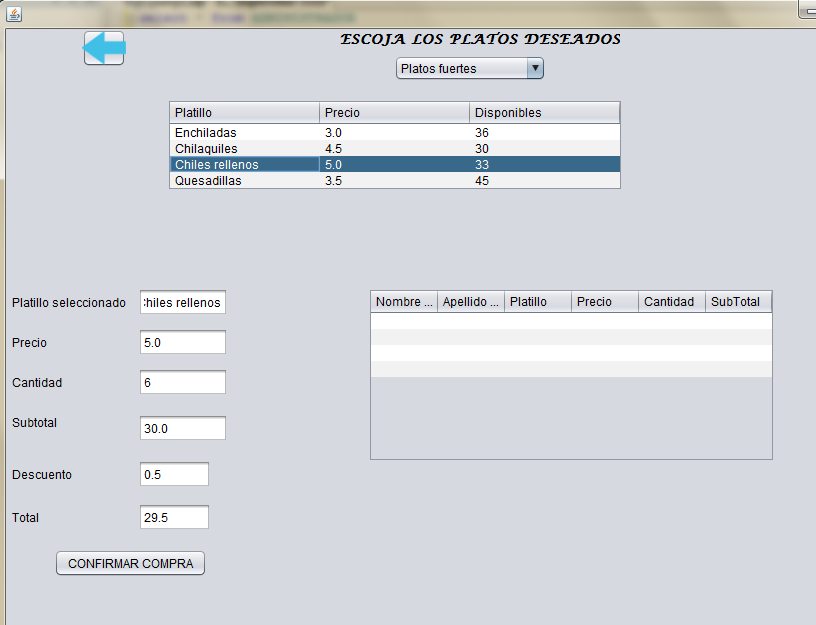 ESCOJA LOS PLATOS DESEADOS
Platos fuertes
Platillo Precio Disponibles
Enchiladas 3.0 36
Chilaquiles 4.5 30
Chiles rellenos 5.0 33
Quesadillas 3.5 45
Platillo seleccionado hiles rellenos
Nombre ... Apellido ... Platillo Precio Cantidad SubTotal
Precio 5.0
Cantidad 6
Subtotal 30.0
Descuento 0.5
Total 29.5
CONFIRMAR COMPRA